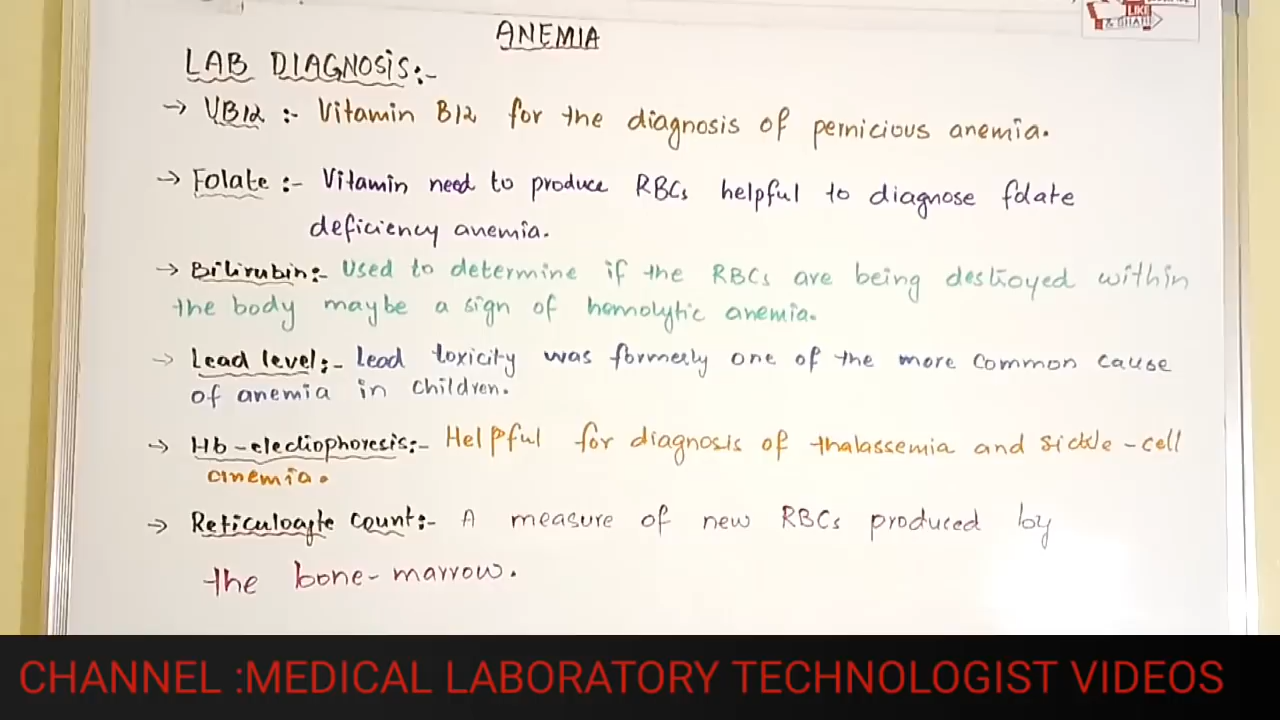 LIKE
& SHARE
ANEMIA
LAB DIAGNOSIS:-
→ VB12 :- Vitamin B12 for the diagnosis of pernicious anemia.
→ Folate :- Vitamin need to produce RBCs helpful to diagnose folate
deficiency anemia.
→ Bilirubin:- Used to determine if the RBCs are being destroyed within
the body maybe a sign of hemolytic anemia.
→ Lead level:- Lead toxicity was formerly one of the more common cause
of anemia in children.
→ Hb-electrophoresis:- Helpful for diagnosis of thalassemia and sickle-cell
anemia.
→ Reticulocyte count:- A measure of new RBCs produced by
the bone-marrow.
CHANNEL :MEDICAL LABORATORY TECHNOLOGIST VIDEOS